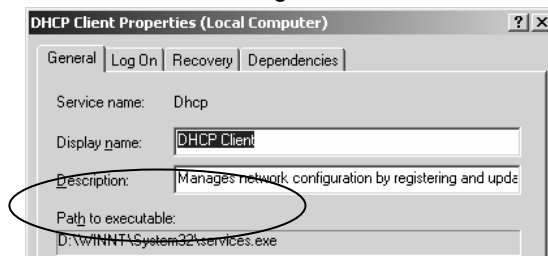 DHCP Client Properties (Local Computer) ? x
General Log On Recovery Dependencies
Service name: Dhcp
Display name: DHCP Client
Description: Manages network configuration by registering and upda
Path to executable:
D:\WINNT\System32\services.exe